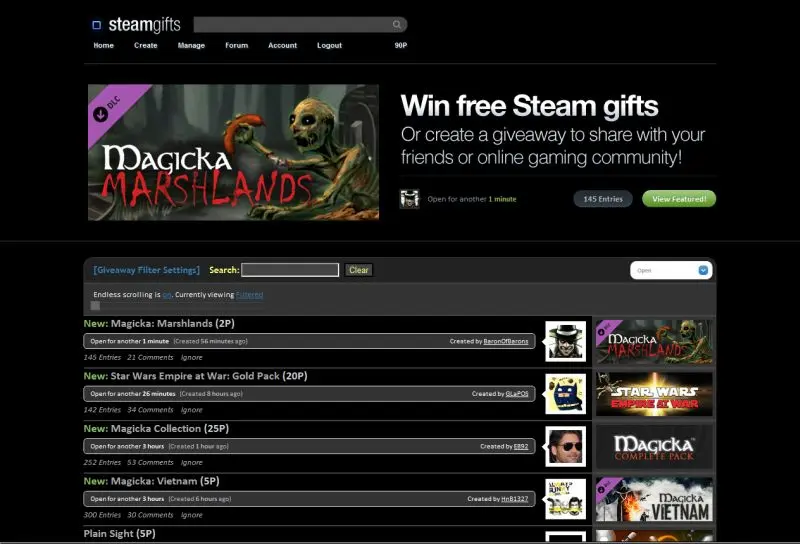 steamgifts
Home Create Manage Forum Account Logout 90P
DLC
MAGICKA
MARSHLANDS
Win free Steam gifts
Or create a giveaway to share with your
friends or online gaming community!
Open for another 1 minute 145 Entries View Featured!
[Giveaway Filter Settings] Search: Clear Open
Endless scrolling is on. Currently viewing Filtered
New: Magicka: Marshlands (2P)
Open for another 1 minute (Created 56 minutes ago) Created by BaronOfBarons
145 Entries 21 Comments Ignore
MAGICKA
MARSHLANDS
New: Star Wars Empire at War: Gold Pack (20P)
Open for another 26 minutes (Created 8 hours ago) Created by GLaPOS
142 Entries 34 Comments Ignore
STAR WARS
EMPIRE AT WAR
New: Magicka Collection (25P)
Open for another 3 hours (Created 1 hour ago) Created by EB92
252 Entries 53 Comments Ignore
MAGICKA
COMPLETE PACK
New: Magicka: Vietnam (5P)
Open for another 3 hours (Created 6 hours ago) Created by HnB1327
300 Entries 30 Comments Ignore
MAGICKA
VIETNAM
Plain Sight (5P)